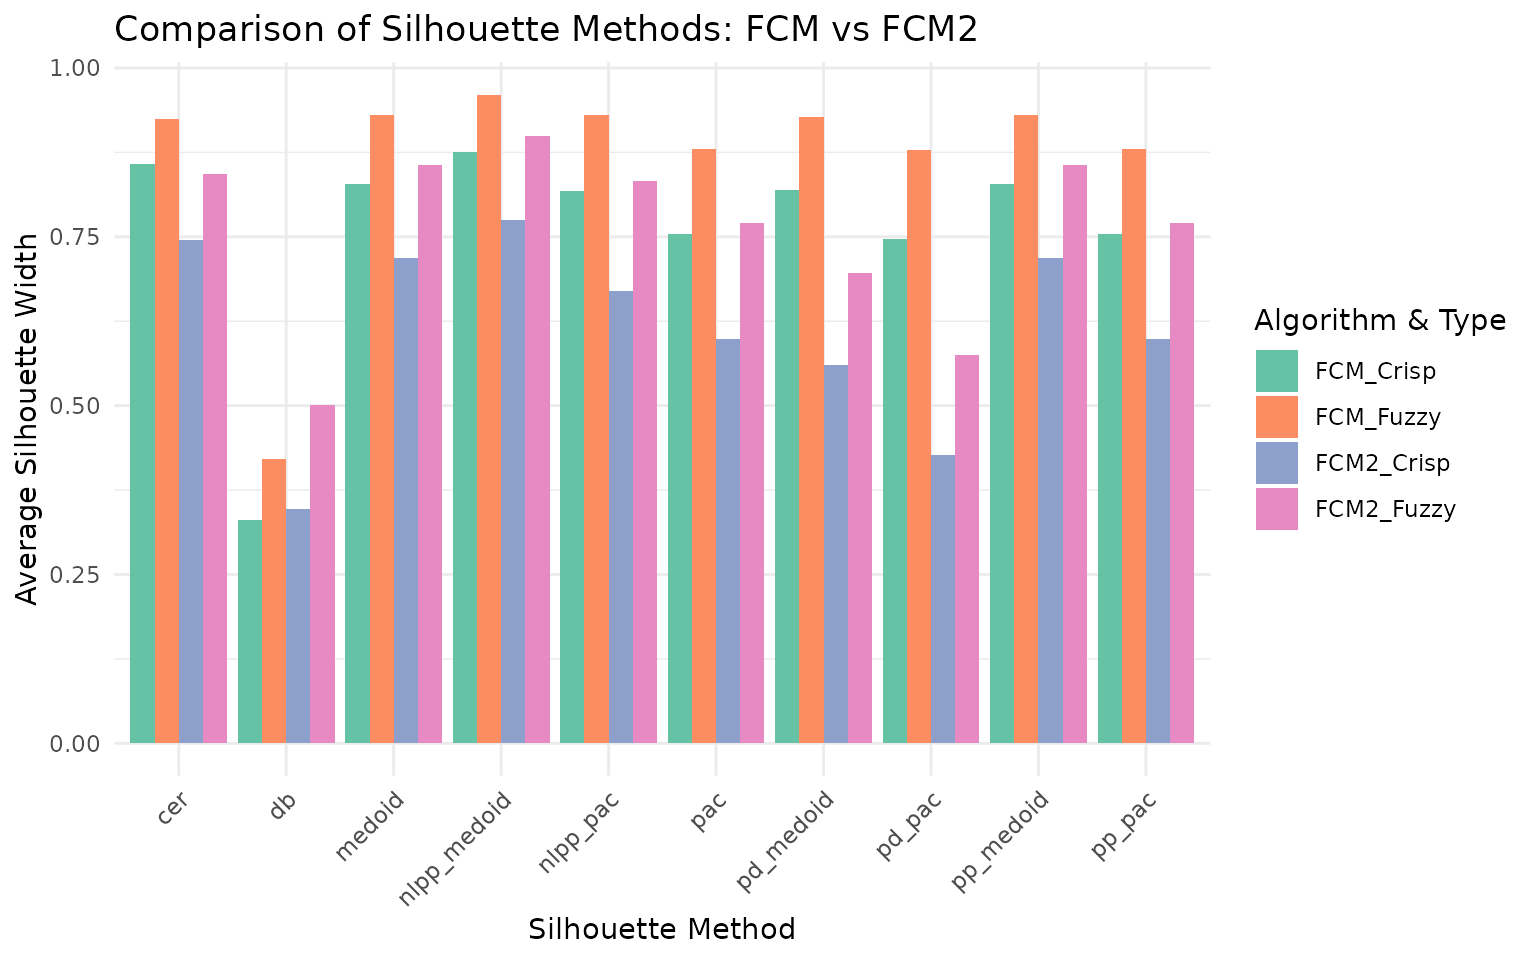 Comparison of Silhouette Methods: FCM vs FCM2
Average Silhouette Width
1.00
0.75
0.50
0.25
0.00
cer
db
medoid
nlpp_medoid
nlpp_pac
pac
pd_medoid
pd_pac
pp_medoid
pp_pac
Silhouette Method
Algorithm & Type
FCM_Crisp
FCM_Fuzzy
FCM2_Crisp
FCM2_Fuzzy